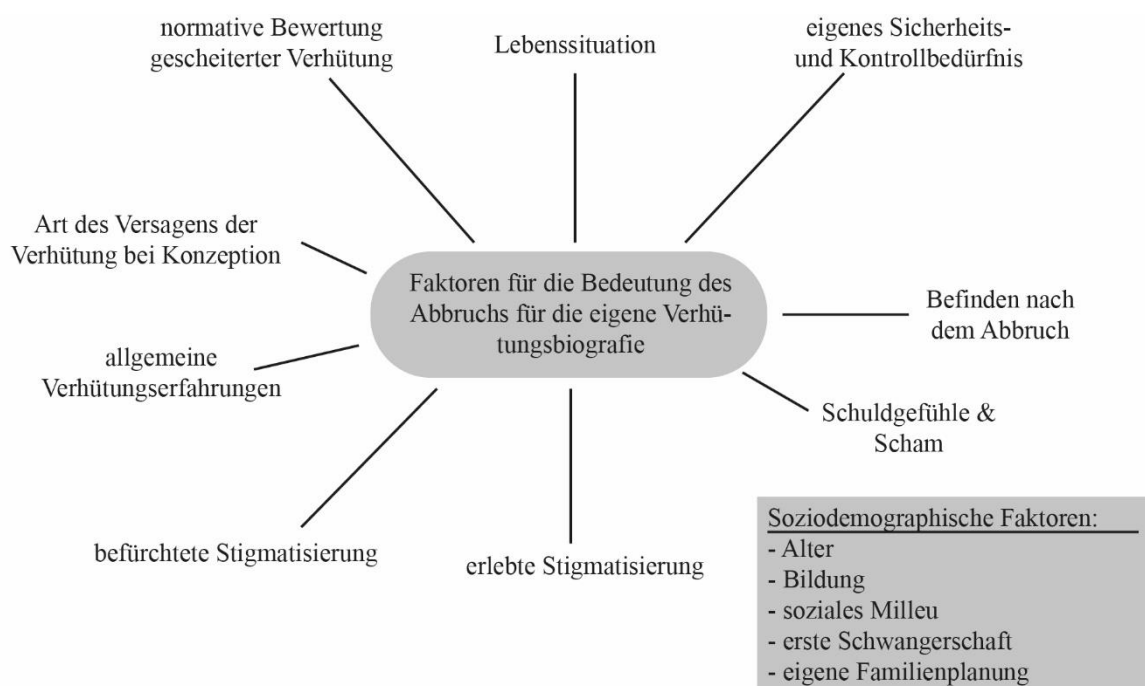 normative Bewertung
gescheiterter Verhütung
Lebenssituation
eigenes Sicherheits-
und Kontrollbedürfnis
Art des Versagens der
Verhütung bei Konzeption
Faktoren für die Bedeutung des
Abbruchs für die eigene Verhü-
tungsbiografie
Befinden nach
dem Abbruch
allgemeine
Verhütungserfahrungen
Schuldgefühle &
Scham
befürchtete Stigmatisierung
erlebte Stigmatisierung
Soziodemographische Faktoren:
- Alter
- Bildung
- soziales Milleu
- erste Schwangerschaft
- eigene Familienplanung